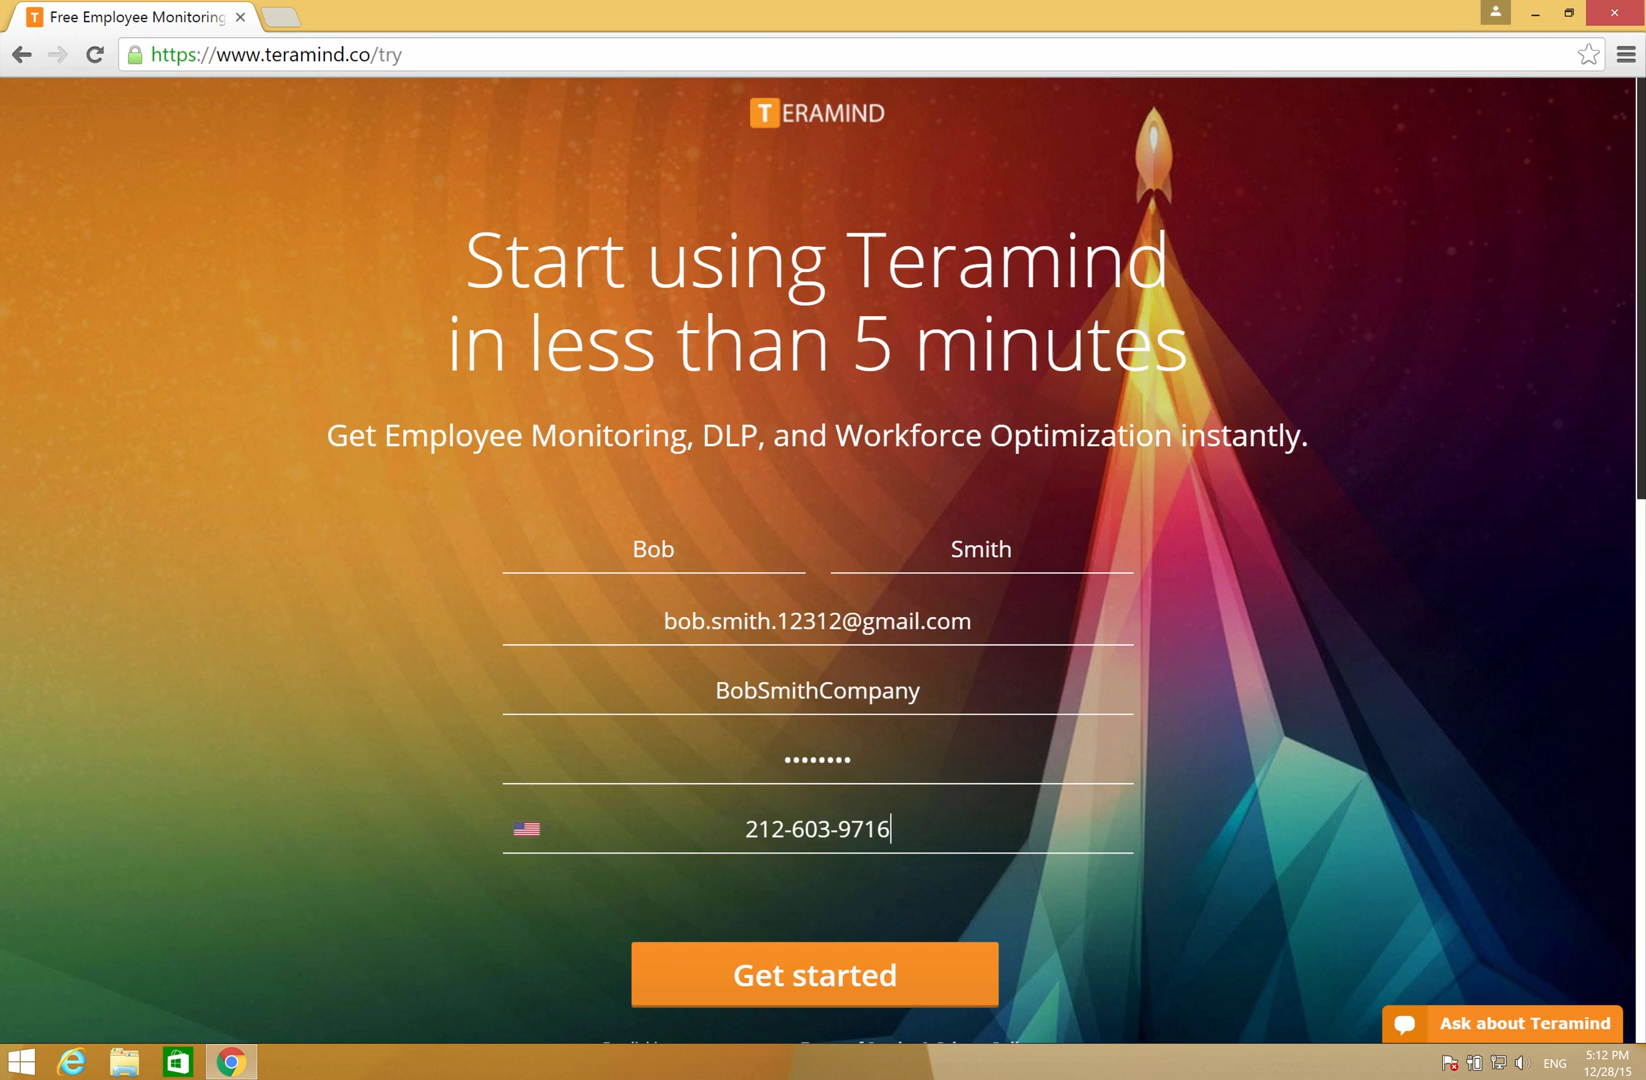 Free Employee Monitoring
https://www.teramind.co/try
TERAMIND
Start using Teramind
in less than 5 minutes
Get Employee Monitoring, DLP, and Workforce Optimization instantly.
Bob
Smith
bob.smith.12312@gmail.com
BobSmithCompany
••••••••
212-603-9716
Get started
Ask about Teramind
ENG
5:12 PM
12/28/15